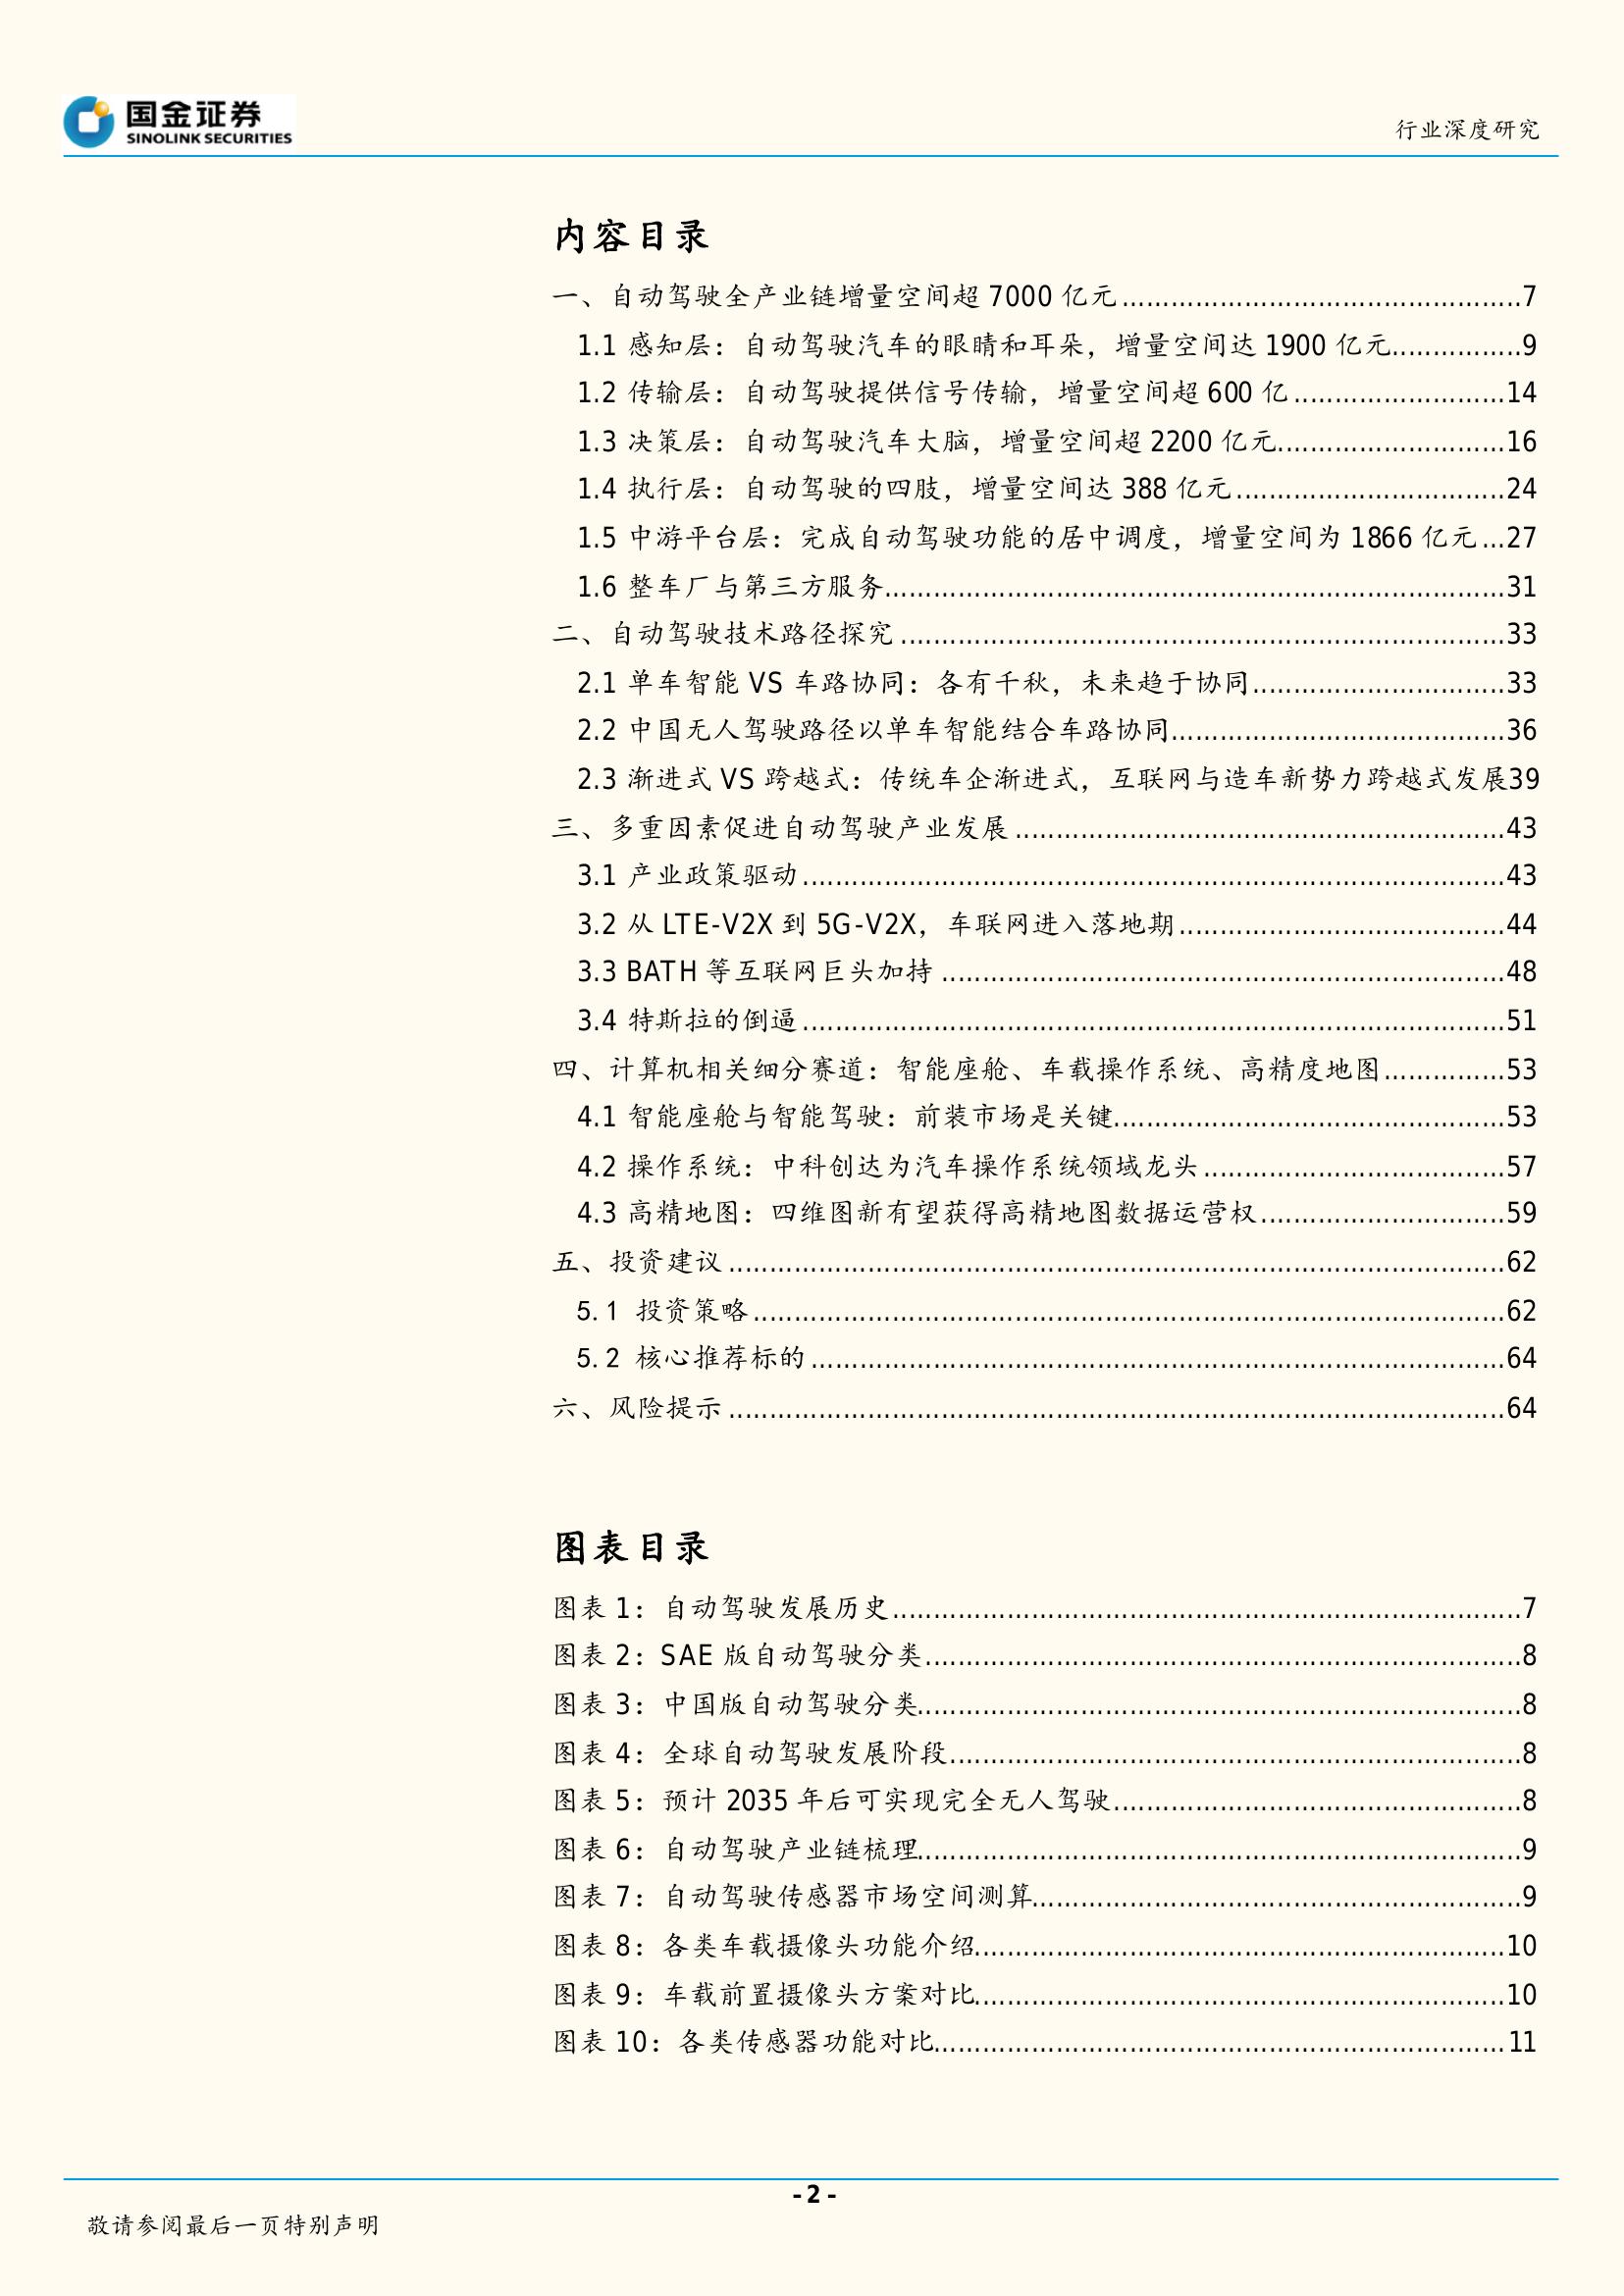 国金证券
SINOLINK SECURITIES
行业深度研究
内容目录
一、自动驾驶全产业链增量空间超 7000 亿元................................................7
1.1 感知层：自动驾驶汽车的眼睛和耳朵，增量空间达 1900 亿元................9
1.2 传输层：自动驾驶提供信号传输，增量空间超 600 亿..........................14
1.3 决策层：自动驾驶汽车大脑，增量空间超 2200 亿元............................16
1.4 执行层：自动驾驶的四肢，增量空间达 388 亿元.................................24
1.5 中游平台层：完成自动驾驶功能的居中调度，增量空间为 1866 亿元...27
1.6 整车厂与第三方服务............................................................................31
二、自动驾驶技术路径探究..........................................................................33
2.1 单车智能 VS 车路协同：各有千秋，未来趋于协同...............................33
2.2 中国无人驾驶路径以单车智能结合车路协同.........................................36
2.3 渐进式 VS 跨越式：传统车企渐进式，互联网与造车新势力跨越式发展39
三、多重因素促进自动驾驶产业发展............................................................43
3.1 产业政策驱动......................................................................................43
3.2 从 LTE-V2X 到 5G-V2X，车联网进入落地期........................................44
3.3 BATH 等互联网巨头加持.....................................................................48
3.4 特斯拉的倒逼......................................................................................51
四、计算机相关细分赛道：智能座舱、车载操作系统、高精度地图...............53
4.1 智能座舱与智能驾驶：前装市场是关键................................................53
4.2 操作系统：中科创达为汽车操作系统领域龙头.....................................57
4.3 高精地图：四维图新有望获得高精地图数据运营权..............................59
五、投资建议...............................................................................................62
5.1 投资策略............................................................................................62
5.2 核心推荐标的.....................................................................................64
六、风险提示...............................................................................................64
图表目录
图表 1：自动驾驶发展历史.............................................................................7
图表 2：SAE 版自动驾驶分类.........................................................................8
图表 3：中国版自动驾驶分类..........................................................................8
图表 4：全球自动驾驶发展阶段......................................................................8
图表 5：预计 2035 年后可实现完全无人驾驶..................................................8
图表 6：自动驾驶产业链梳理..........................................................................9
图表 7：自动驾驶传感器市场空间测算............................................................9
图表 8：各类车载摄像头功能介绍.................................................................10
图表 9：车载前置摄像头方案对比.................................................................10
图表 10：各类传感器功能对比......................................................................11
- 2 -
敬请参阅最后一页特别声明